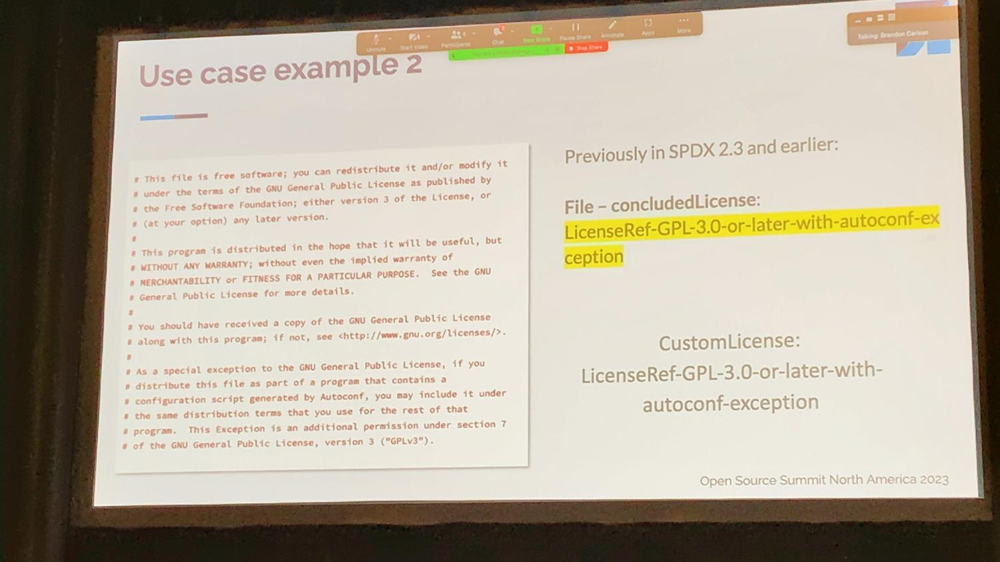 Unmute
Start Video
Participants
Chat
New Share
Pause Share
Annotate
Apps
More
Stop Share
Talking: Brandon Carlson
Use case example 2
# This file is free software; you can redistribute it and/or modify it
# under the terms of the GNU General Public License as published by
# the Free Software Foundation; either version 3 of the License, or
# (at your option) any later version.
#
# This program is distributed in the hope that it will be useful, but
# WITHOUT ANY WARRANTY; without even the implied warranty of
# MERCHANTABILITY or FITNESS FOR A PARTICULAR PURPOSE.  See the GNU
# General Public License for more details.
#
# You should have received a copy of the GNU General Public License
# along with this program; if not, see <http://www.gnu.org/licenses/>.
#
# As a special exception to the GNU General Public License, if you
# distribute this file as part of a program that contains a
# configuration script generated by Autoconf, you may include it under
# the same distribution terms that you use for the rest of that
# program.  This Exception is an additional permission under section 7
# of the GNU General Public License, version 3 ("GPLv3").
Previously in SPDX 2.3 and earlier:
File – concludedLicense:
LicenseRef-GPL-3.0-or-later-with-autoconf-ex
ception
CustomLicense:
LicenseRef-GPL-3.0-or-later-with-
autoconf-exception
Open Source Summit North America 2023